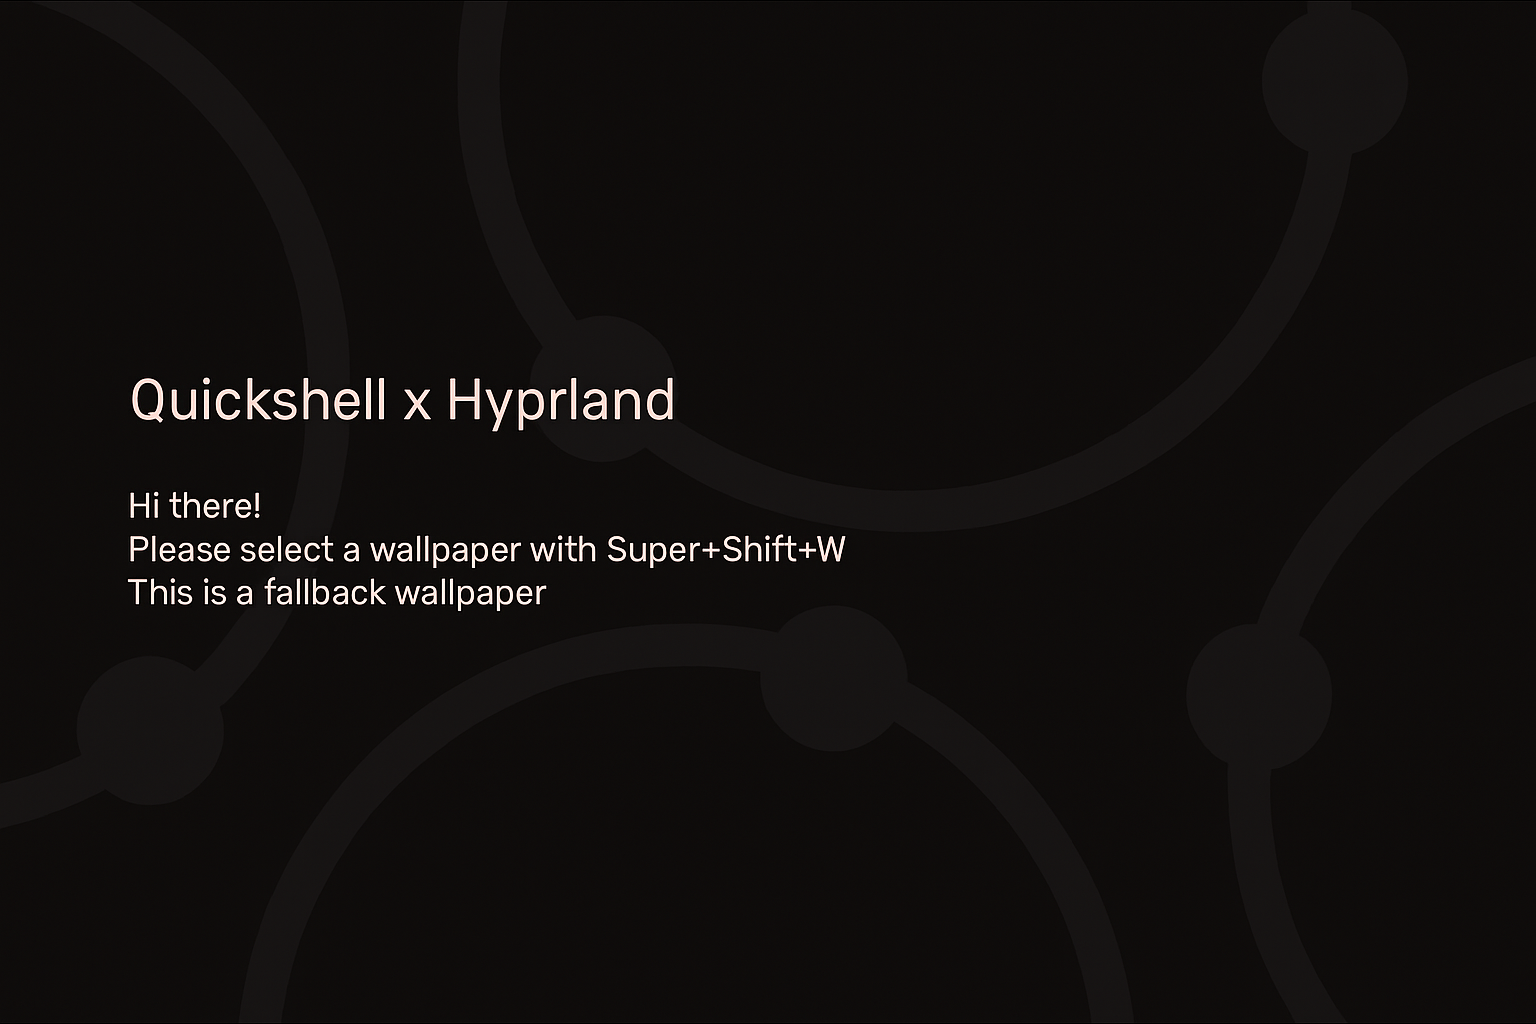 Quickshell x Hyprland
Hi there!
Please select a wallpaper with Super+Shift+W
This is a fallback wallpaper